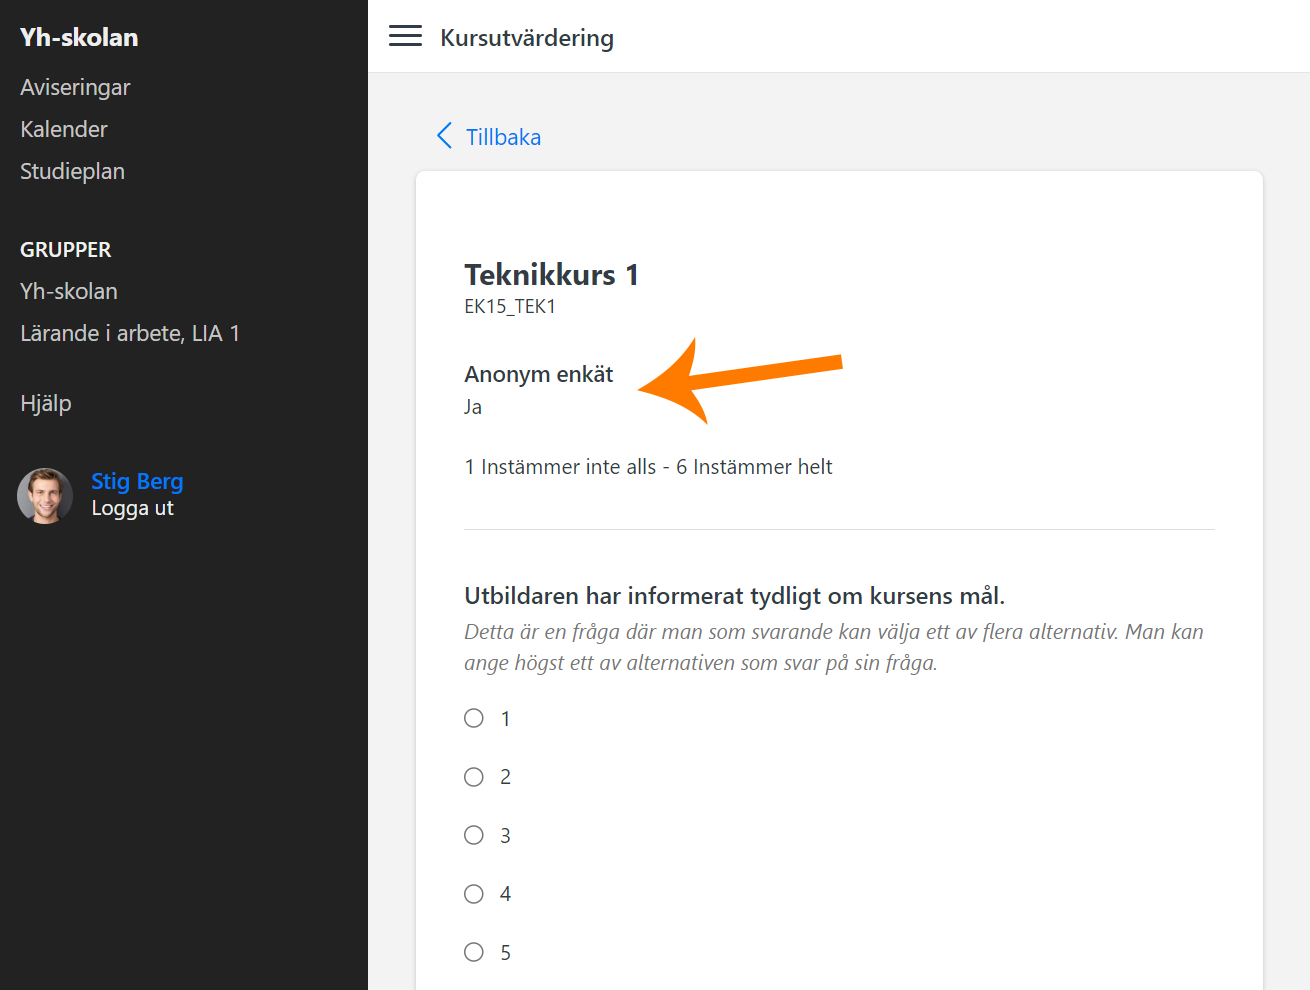 Yh-skolan
Aviseringar
Kalender
Studieplan
GRUPPER
Yh-skolan
Lärande i arbete, LIA 1
Hjälp
Stig Berg
Logga ut
Kursutvärdering
Tillbaka
Teknikkurs 1
EK15_TEK1
Anonym enkät
Ja
1 Instämmer inte alls - 6 Instämmer helt
Utbildaren har informerat tydligt om kursens mål.
Detta är en fråga där man som svarande kan välja ett av flera alternativ. Man kan
ange högst ett av alternativen som svar på sin fråga.
1
2
3
4
5